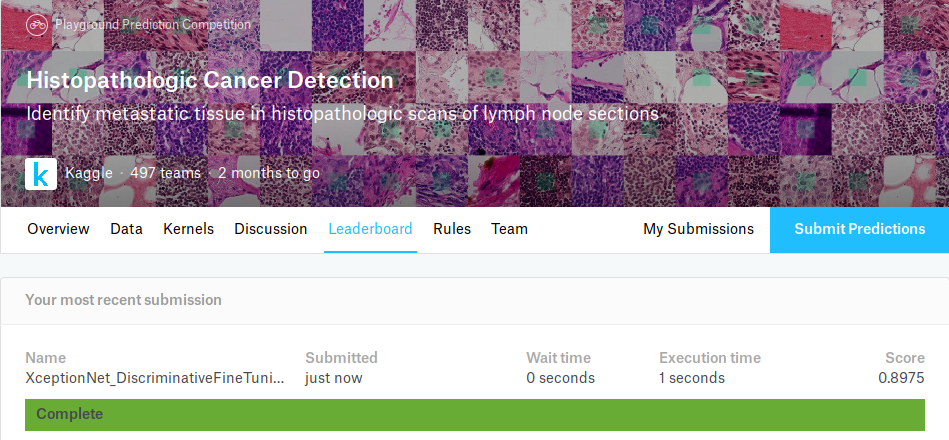 Playground Prediction Competition
Histopathologic Cancer Detection
Identify metastatic tissue in histopathologic scans of lymph node sections
k Kaggle · 497 teams · 2 months to go
Overview Data Kernels Discussion Leaderboard Rules Team My Submissions Submit Predictions
Your most recent submission
Name Submitted Wait time Execution time Score
XceptionNet_DiscriminativeFineTuni... just now 0 seconds 1 seconds 0.8975
Complete